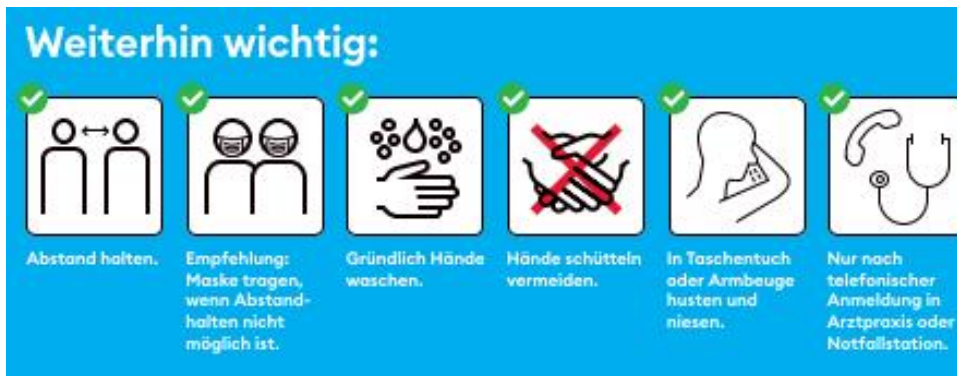 Weiterhin wichtig:
Abstand halten.
Empfehlung:
Maske tragen,
wenn Abstand-
halten nicht
möglich ist.
Gründlich Hände
waschen.
Hände schütteln
vermeiden.
In Taschentuch
oder Armbeuge
husten und
niesen.
Nur nach
telefonischer
Anmeldung in
Arztpraxis oder
Notfallstation.